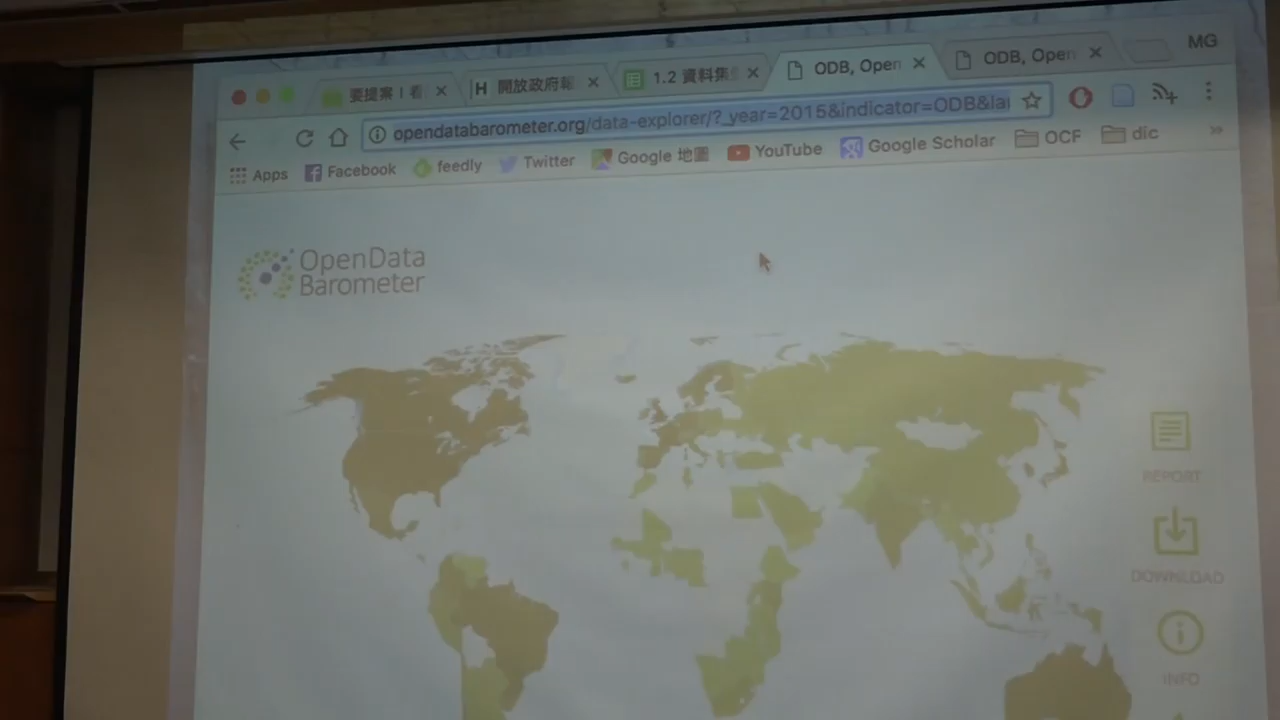 要提案 | 看
H 開放政府報
1.2 資料集
ODB, Open
ODB, Open
MG
opendatabarometer.org/data-explorer/?_year=2015&indicator=ODB&lan
Apps
Facebook
feedly
Twitter
Google 地圖
YouTube
Google Scholar
OCF
dic
OpenData
Barometer
REPORT
DOWNLOAD
INFO